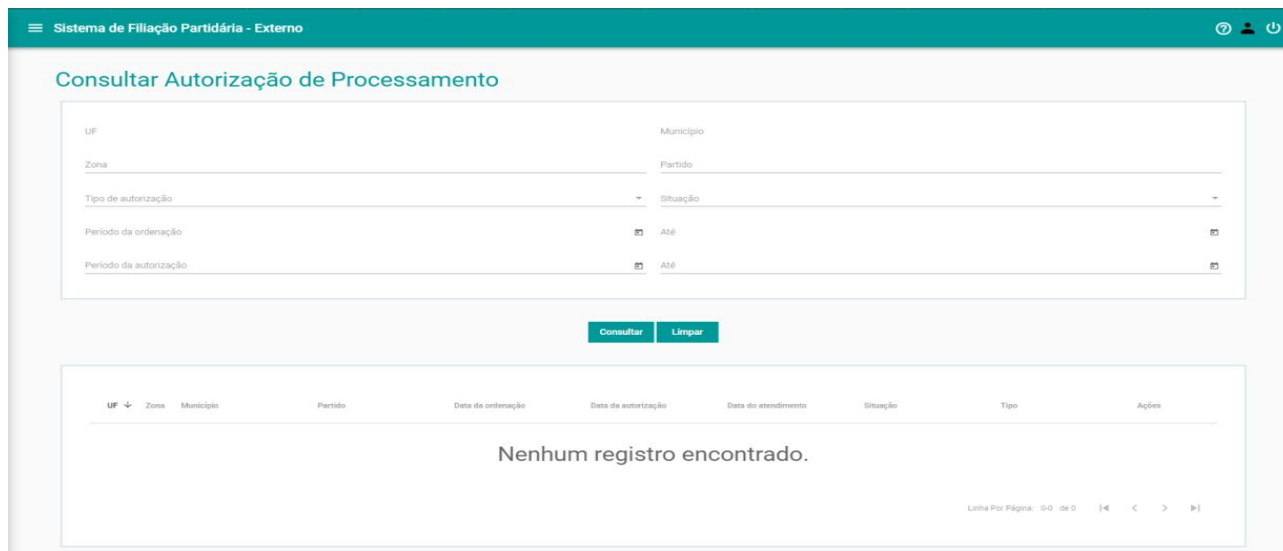 Sistema de Filiação Partidária - Externo
Consultar Autorização de Processamento
UF Município
Zona Partido
Tipo de autorização Situação
Período da ordenação Até
Período da autorização Até
Consultar Limpar
UF Zona Município Partido Data da ordenação Data da autorização Data do atendimento Situação Tipo Ações
Nenhum registro encontrado.
Linha Por Página: 0-0 de 0